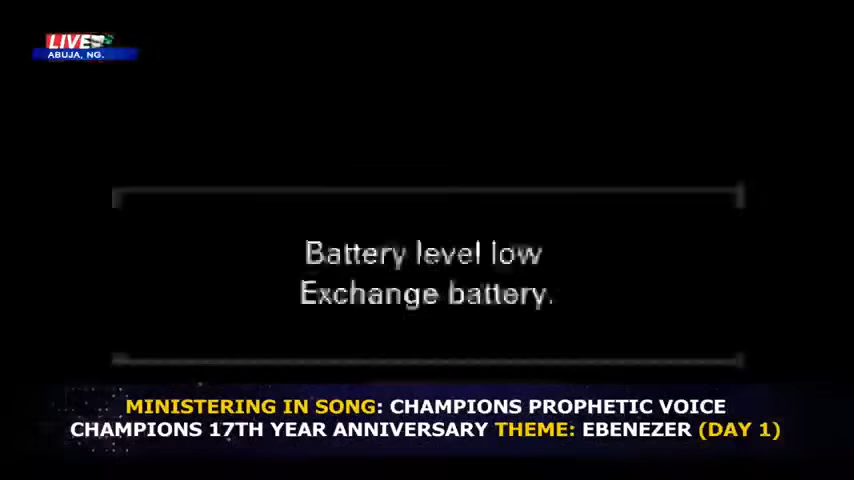 LIVE
ABUJA, NG.
Battery level low
Exchange battery.
MINISTERING IN SONG: CHAMPIONS PROPHETIC VOICE
CHAMPIONS 17TH YEAR ANNIVERSARY THEME: EBENEZER (DAY 1)